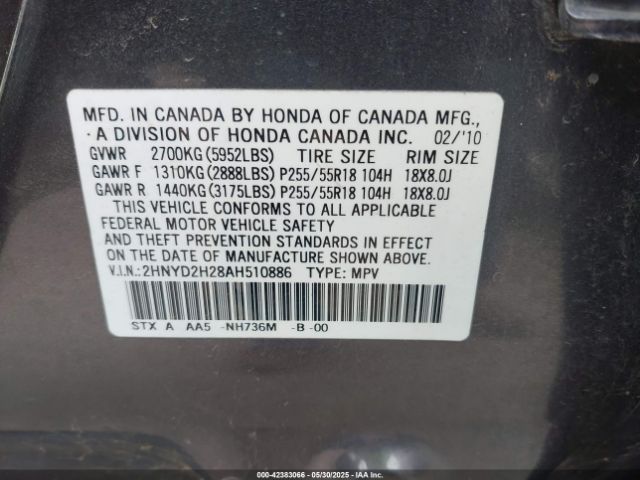 MFD. IN CANADA BY HONDA OF CANADA MFG.,
A DIVISION OF HONDA CANADA INC. 02/'10
GVWR 2700KG(5952LBS) TIRE SIZE RIM SIZE
GAWR F 1310KG(2888LBS) P255/55R18 104H 18X8.0J
GAWR R 1440KG(3175LBS) P255/55R18 104H 18X8.0J
THIS VEHICLE CONFORMS TO ALL APPLICABLE
FEDERAL MOTOR VEHICLE SAFETY
AND THEFT PREVENTION STANDARDS IN EFFECT
ON THE DATE OF MANUFACTURE SHOWN ABOVE.
V.I.N.:2HNYD2H28AH510886 TYPE: MPV
STX A AA5 -NH736M -B -00
000-42383066 - 05/30/2025 - IAA Inc.